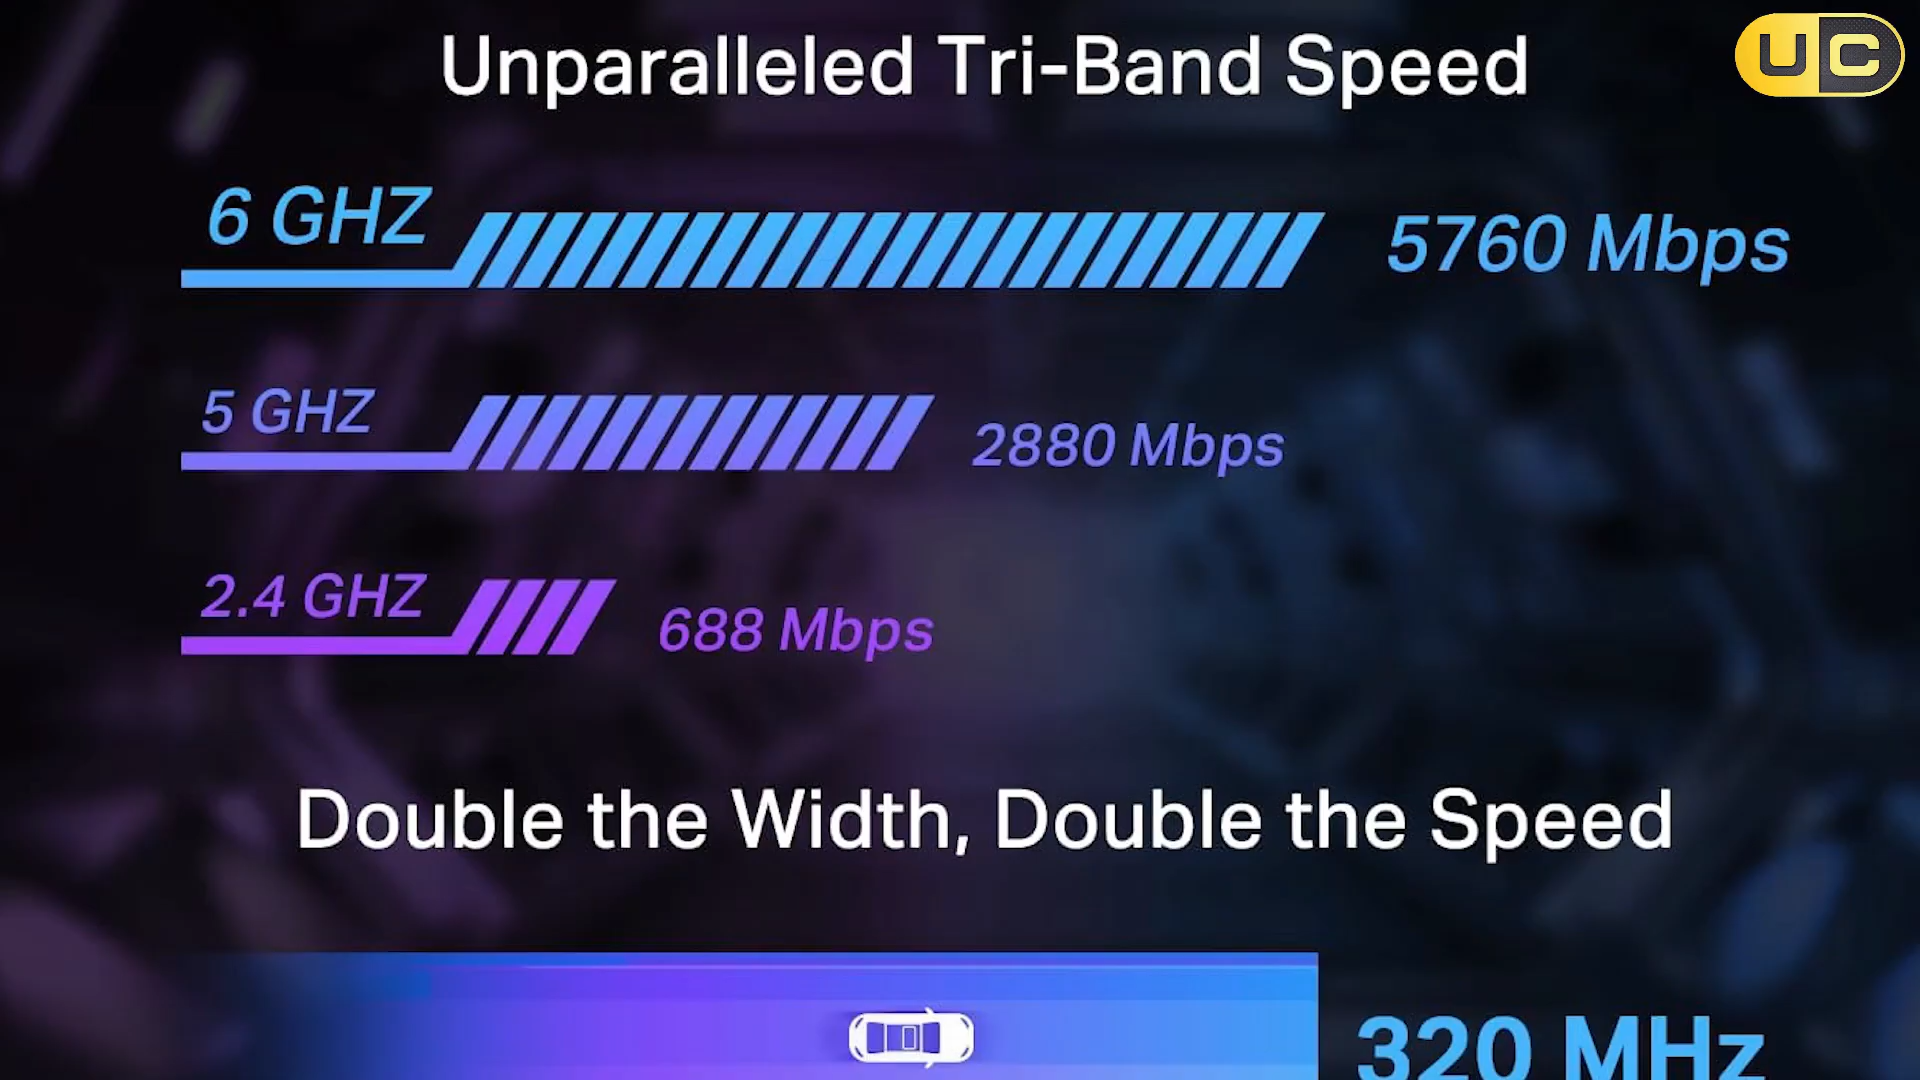 Unparalleled Tri-Band Speed
UC
6 GHZ
5760 Mbps
5 GHZ
2880 Mbps
2.4 GHZ
688 Mbps
Double the Width, Double the Speed
320 MHz